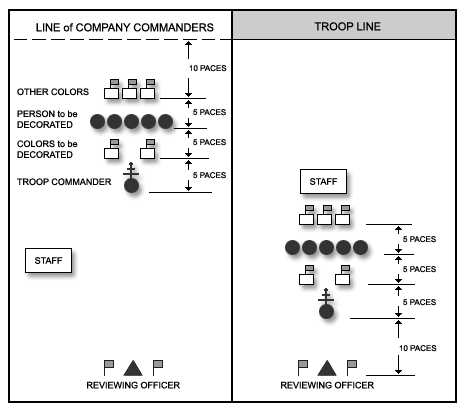 LINE of COMPANY COMMANDERS
10 PACES
OTHER COLORS
5 PACES
PERSON to be
DECORATED
5 PACES
COLORS to be
DECORATED
5 PACES
TROOP COMMANDER
STAFF
REVIEWING OFFICER
TROOP LINE
STAFF
5 PACES
5 PACES
5 PACES
10 PACES
REVIEWING OFFICER